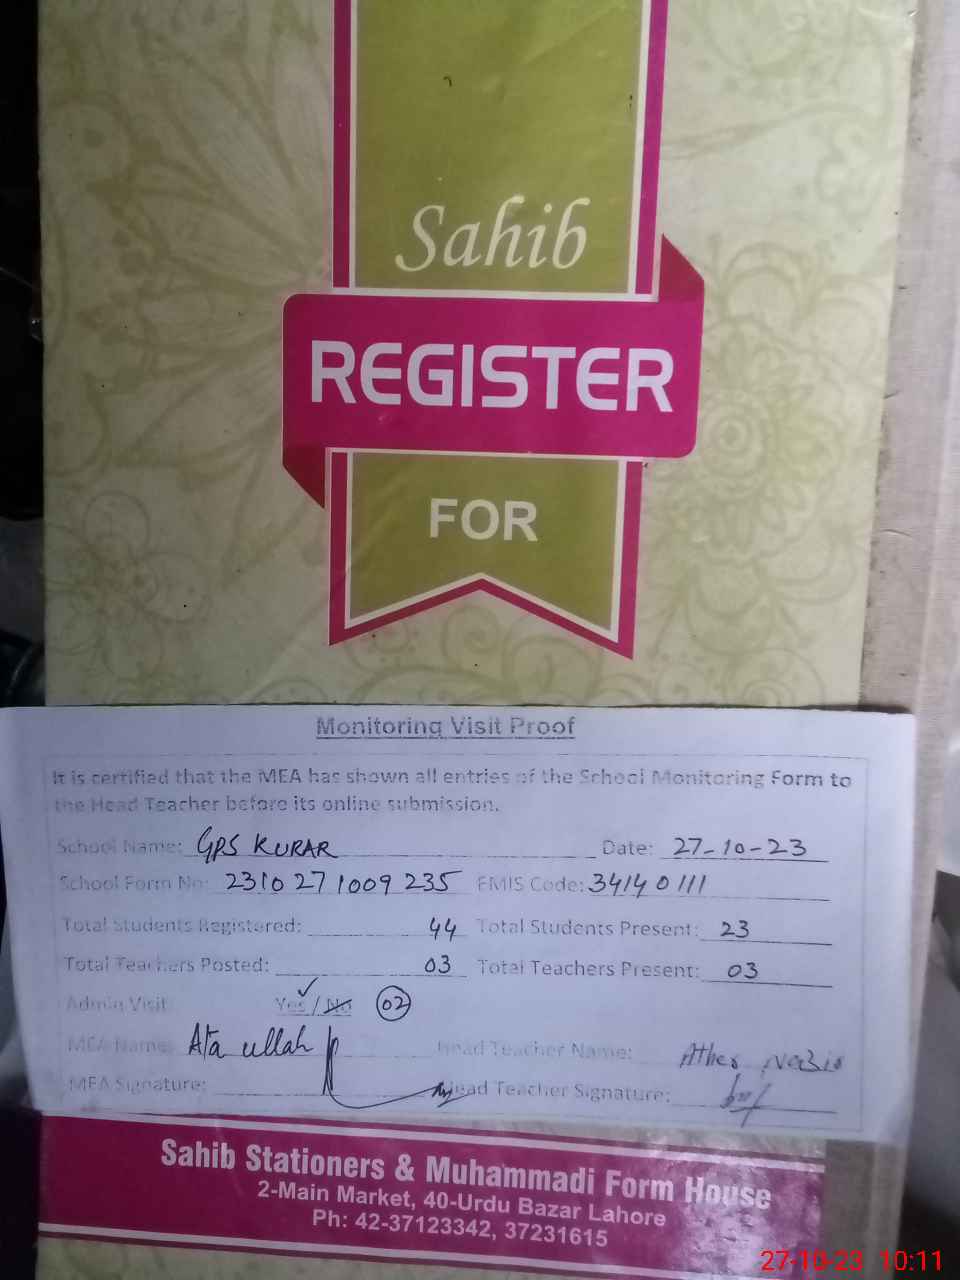 Sahib
REGISTER
FOR
Monitoring Visit Proof
It is certified that the MEA has shown all entries of the School Monitoring Form to
the Head Teacher before its online submission.
School Name: GPS KURAR Date: 27-10-23
School Form No: 2310271009235 EMIS Code: 34140111
Total Students Registered: 44 Total Students Present: 23
Total Teachers Posted: 03 Total Teachers Present: 03
Admin Visit: Yes / No 02
MEA Name: Ata ullah Head Teacher Name: Ather
MEA Signature: Head Teacher Signature:
Sahib Stationers & Muhammadi Form House
2-Main Market, 40-Urdu Bazar Lahore
Ph: 42-37123342, 37231615
27-10-23 10:11